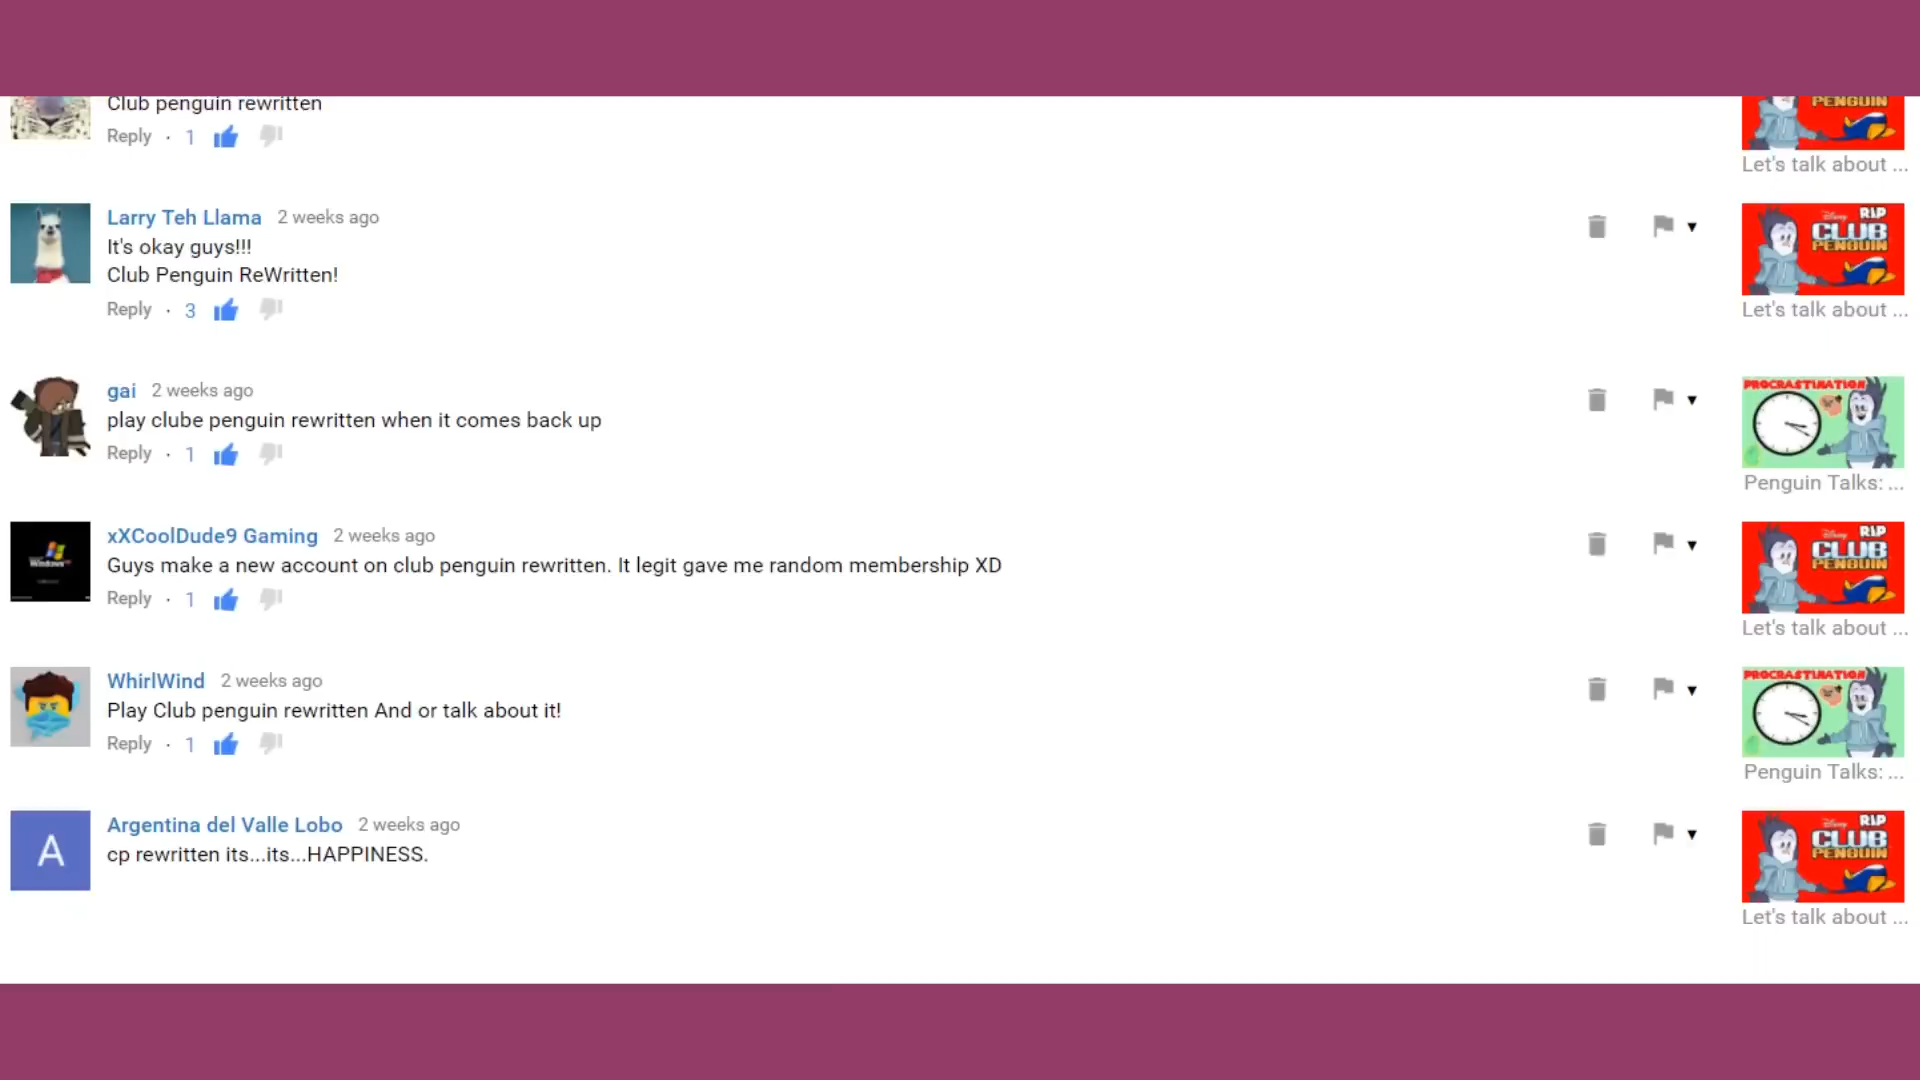 Club penguin rewritten
Reply · 1
PENGUIN
Let's talk about ...
Larry Teh Llama 2 weeks ago
It's okay guys!!!
Club Penguin ReWritten!
Reply · 3
Disney RIP
CLUB
PENGUIN
Let's talk about ...
gai 2 weeks ago
play clube penguin rewritten when it comes back up
Reply · 1
PROCRASTINATION
Penguin Talks: ...
xXCoolDude9 Gaming 2 weeks ago
Guys make a new account on club penguin rewritten. It legit gave me random membership XD
Reply · 1
Windows
Disney RIP
CLUB
PENGUIN
Let's talk about ...
WhirlWind 2 weeks ago
Play Club penguin rewritten And or talk about it!
Reply · 1
PROCRASTINATION
Penguin Talks: ...
A
Argentina del Valle Lobo 2 weeks ago
cp rewritten its...its...HAPPINESS.
Disney RIP
CLUB
PENGUIN
Let's talk about ...